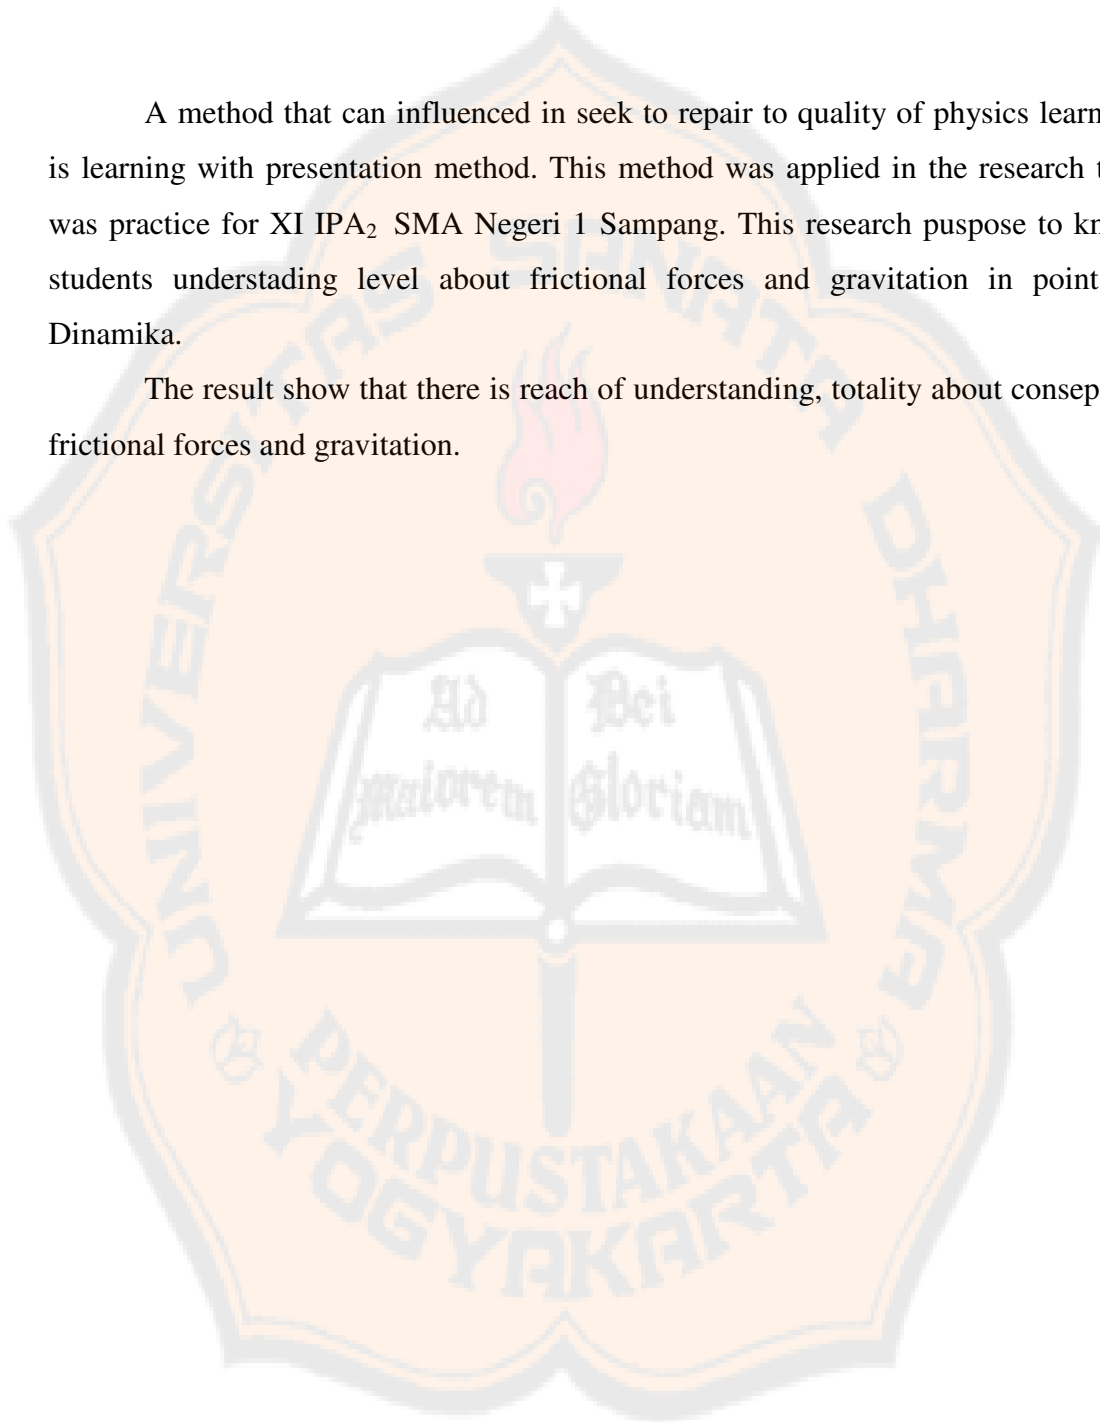 A method that can influenced in seek to repair to quality of physics learn
is learning with presentation method. This method was applied in the research t
was practice for XI IPA₂ SMA Negeri 1 Sampang. This research puspose to kn
students understading level about frictional forces and gravitation in point
Dinamika.
The result show that there is reach of understanding, totality about consep
frictional forces and gravitation.
UNIVERSITAS SANATA DHARMA
Ad Dei
Maiorem Gloriam
PERPUSTAKAAN
YOGYAKARTA